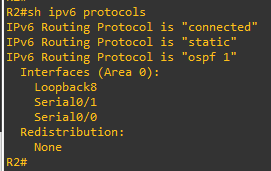 R2#sh ipv6 protocols
IPv6 Routing Protocol is "connected"
IPv6 Routing Protocol is "static"
IPv6 Routing Protocol is "ospf 1"
  Interfaces (Area 0):
    Loopback8
    Serial0/1
    Serial0/0
  Redistribution:
    None
R2#